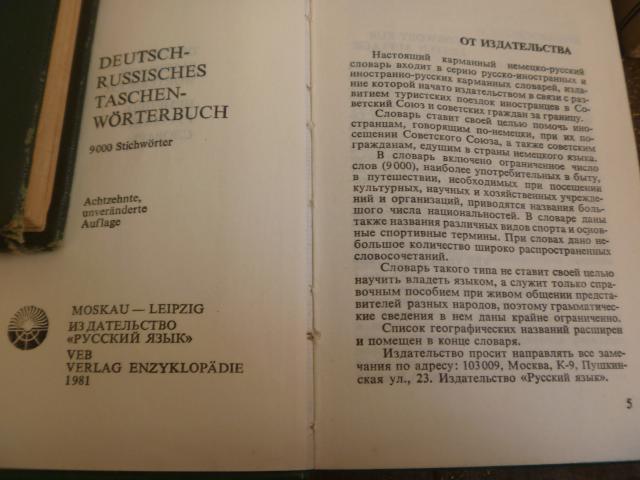 DEUTSCH-
RUSSISCHES
TASCHEN-
WÖRTERBUCH
9000 Stichwörter
Achtzehnte,
unveränderte
Auflage
MOSKAU — LEIPZIG
ИЗДАТЕЛЬСТВО
«РУССКИЙ ЯЗЫК»
VEB
VERLAG ENZYKLOPÄDIE
1981
ОТ ИЗДАТЕЛЬСТВА
Настоящий карманный немецко-русский
словарь входит в серию русско-иностранных и
иностранно-русских карманных словарей, изда-
ние которой начато издательством в связи с раз-
витием туристских поездок иностранцев в Со-
ветский Союз и советских граждан за границу.
Словарь ставит своей целью помочь ино-
странцам, говорящим по-немецки, при их по-
сещении Советского Союза, а также советским
гражданам, едущим в страны немецкого языка.
В словарь включено ограниченное число
слов (9 000), наиболее употребительных в быту,
в путешествии, необходимых при посещении
культурных, научных и хозяйственных учрежде-
ний и организаций, приводятся названия боль-
шого числа национальностей. В словаре даны
также названия различных видов спорта и основ-
ные спортивные термины. При словах дано не-
большое количество широко распространенных
словосочетаний.
Словарь такого типа не ставит своей целью
научить владеть языком, а служит только спра-
вочным пособием при живом общении предста-
вителей разных народов, поэтому грамматиче-
ские сведения в нем даны крайне ограниченно.
Список географических названий расширен
и помещен в конце словаря.
Издательство просит направлять все заме-
чания по адресу: 103009, Москва, К-9, Пушкин-
ская ул., 23. Издательство «Русский язык».
5